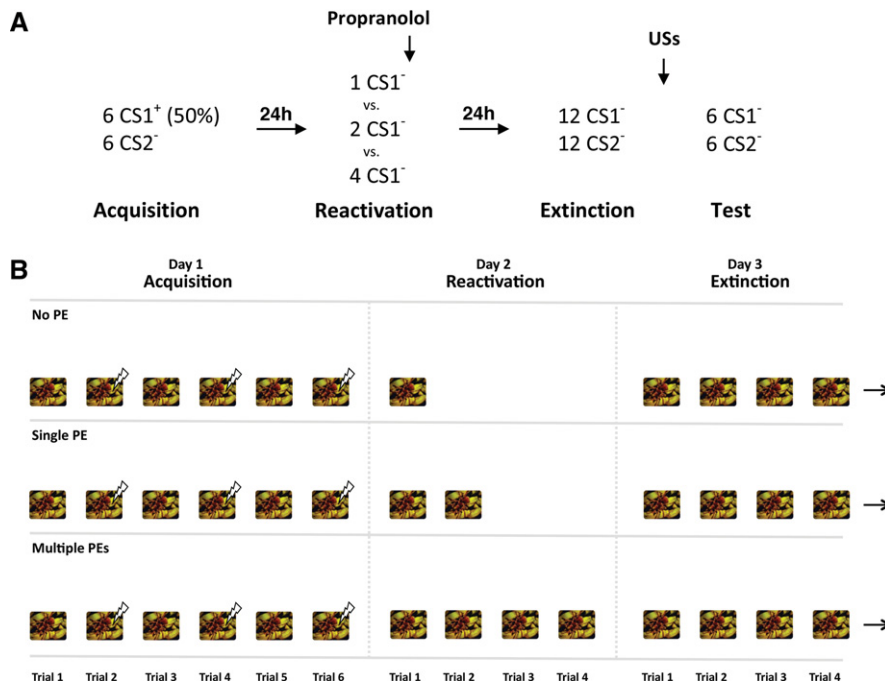 A
Propranolol
USs
6 CS1⁺ (50%)
6 CS2⁻
24h
1 CS1⁻
vs.
2 CS1⁻
vs.
4 CS1⁻
24h
12 CS1⁻
12 CS2⁻
6 CS1⁻
6 CS2⁻
Acquisition Reactivation Extinction Test
B
Day 1 Day 2 Day 3
Acquisition Reactivation Extinction
No PE
Single PE
Multiple PEs
Trial 1 Trial 2 Trial 3 Trial 4 Trial 5 Trial 6 Trial 1 Trial 2 Trial 3 Trial 4 Trial 1 Trial 2 Trial 3 Trial 4